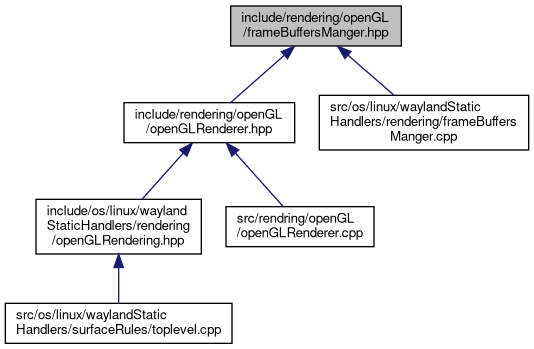 include/rendering/openGL
/frameBuffersManger.hpp
include/rendering/openGL
/openGLRenderer.hpp
src/os/linux/waylandStatic
Handlers/rendering/frameBuffers
Manger.cpp
include/os/linux/wayland
StaticHandlers/rendering
/openGLRendering.hpp
src/rendring/openGL
/openGLRenderer.cpp
src/os/linux/waylandStatic
Handlers/surfaceRules/toplevel.cpp